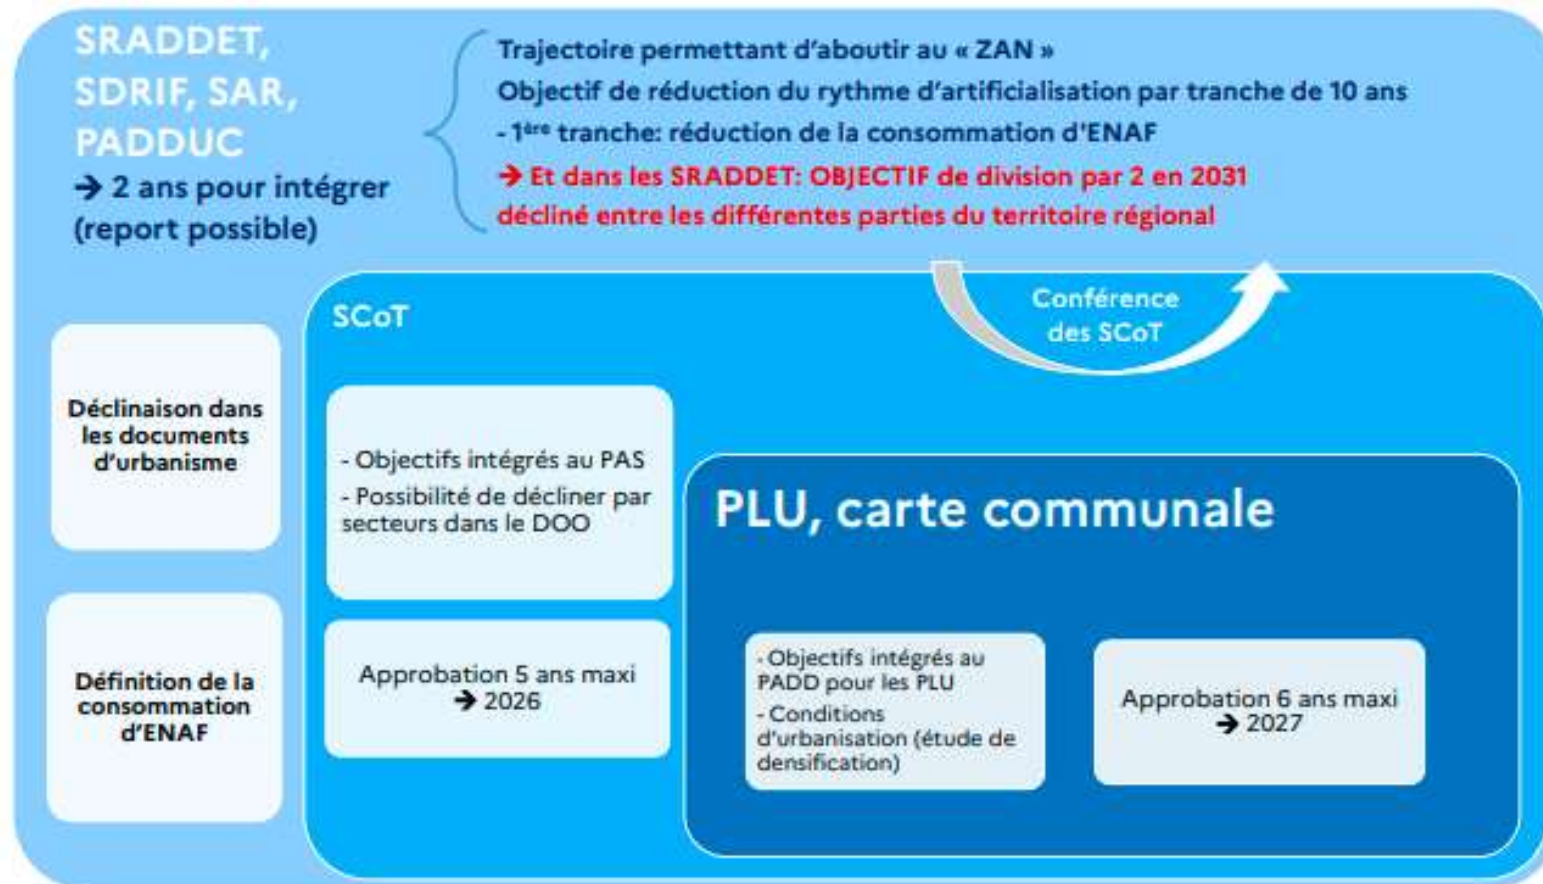 SRADDET,
SDRIF, SAR,
PADDUC
→ 2 ans pour intégrer
(report possible)
Trajectoire permettant d'aboutir au « ZAN »
Objectif de réduction du rythme d'artificialisation par tranche de 10 ans
- 1ère tranche: réduction de la consommation d'ENAF
→ Et dans les SRADDET: OBJECTIF de division par 2 en 2031
décliné entre les différentes parties du territoire régional
Conférence
des SCoT
SCoT
Déclinaison dans
les documents
d'urbanisme
- Objectifs intégrés au PAS
- Possibilité de décliner par
secteurs dans le DOO
PLU, carte communale
Définition de la
consommation
d'ENAF
Approbation 5 ans maxi
→ 2026
- Objectifs intégrés au
PADD pour les PLU
- Conditions
d'urbanisation (étude de
densification)
Approbation 6 ans maxi
→ 2027